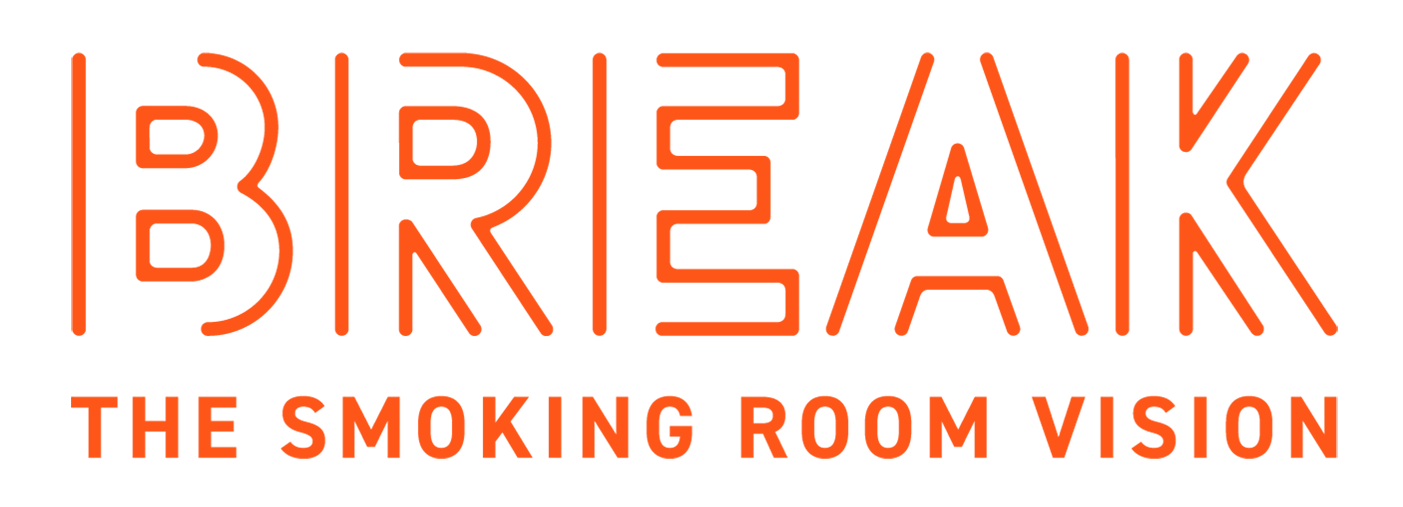 BREAK
THE SMOKING ROOM VISION